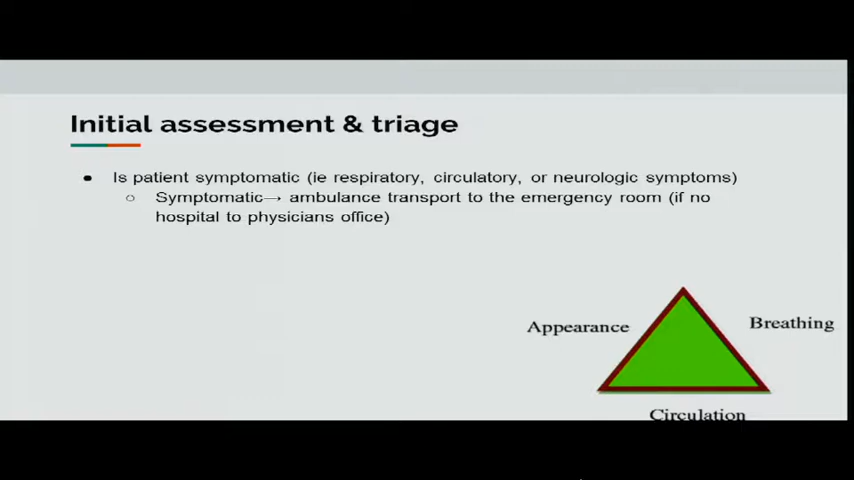 Initial assessment & triage
● Is patient symptomatic (ie respiratory, circulatory, or neurologic symptoms)
○ Symptomatic→ ambulance transport to the emergency room (if no
hospital to physicians office)
Appearance
Breathing
Circulation